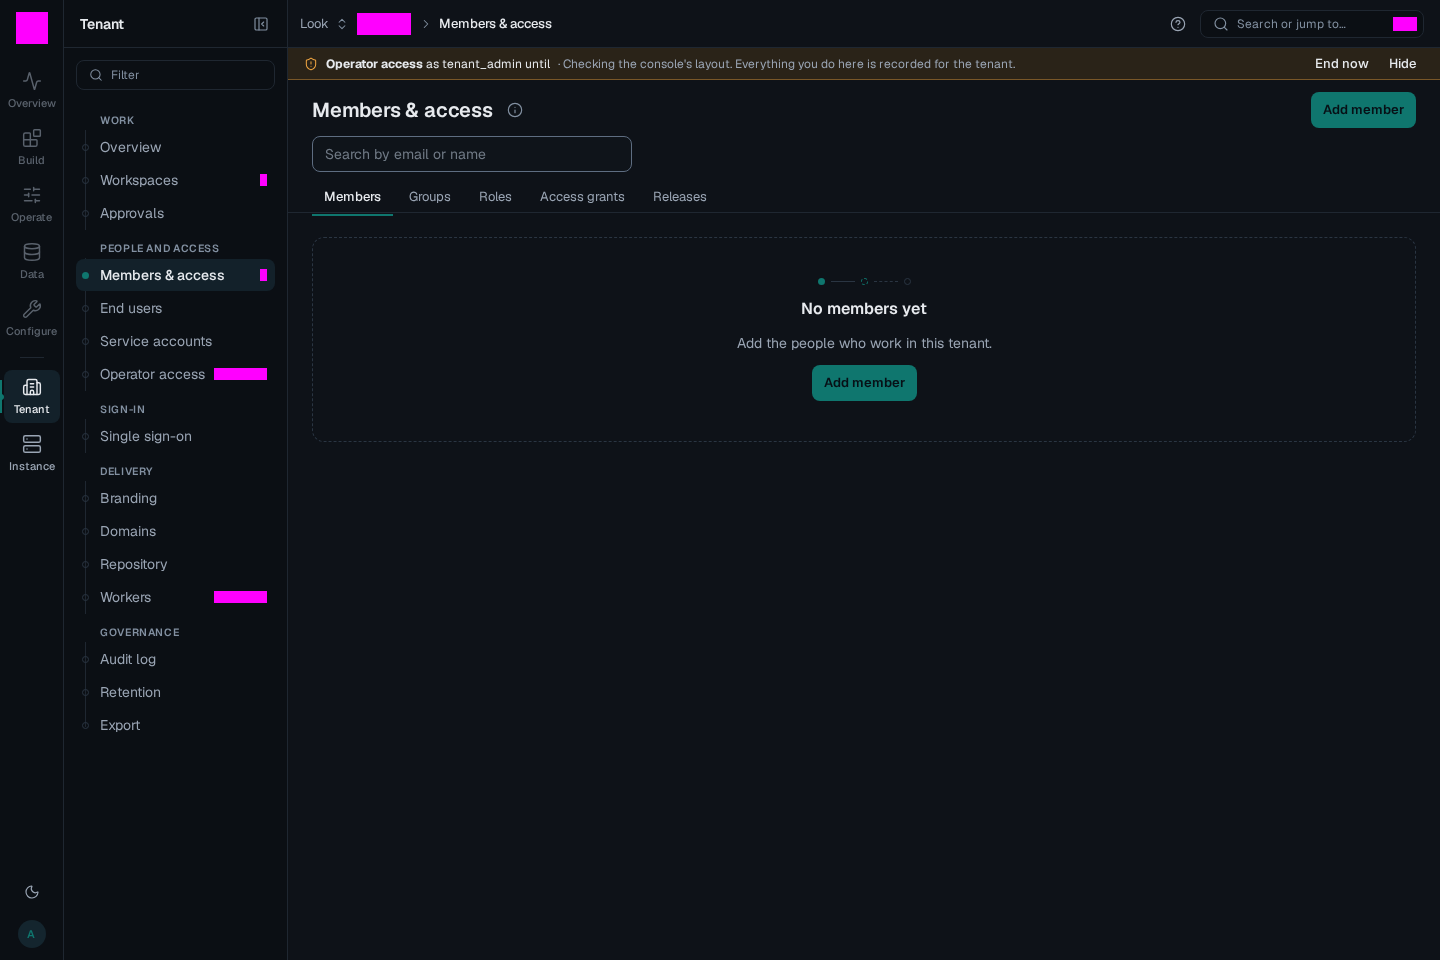 Tenant
Look
Members & access
Search or jump to...
Filter
Operator access as tenant_admin until · Checking the console's layout. Everything you do here is recorded for the tenant.
End now
Hide
Overview
Build
Operate
Data
Configure
Tenant
Instance
A
WORK
Overview
Workspaces
Approvals
PEOPLE AND ACCESS
Members & access
End users
Service accounts
Operator access
SIGN-IN
Single sign-on
DELIVERY
Branding
Domains
Repository
Workers
GOVERNANCE
Audit log
Retention
Export
Members & access
Add member
Search by email or name
Members
Groups
Roles
Access grants
Releases
No members yet
Add the people who work in this tenant.
Add member